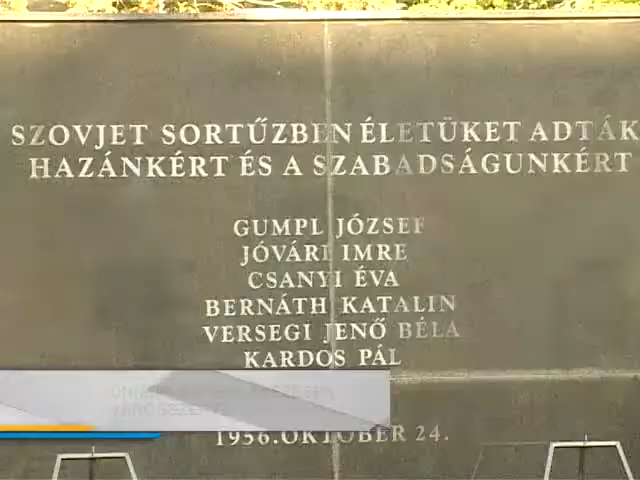 SZOVJET SORTŰZBEN ÉLETÜKET ADTÁK
HAZÁNKÉRT ÉS A SZABADSÁGUNKÉRT
GUMPL JÓZSEF
JÓVÁRI IMRE
CSANYI ÉVA
BERNÁTH KATALIN
VERSEGI JENŐ BÉLA
KARDOS PÁL
1956. OKTÓBER 24.